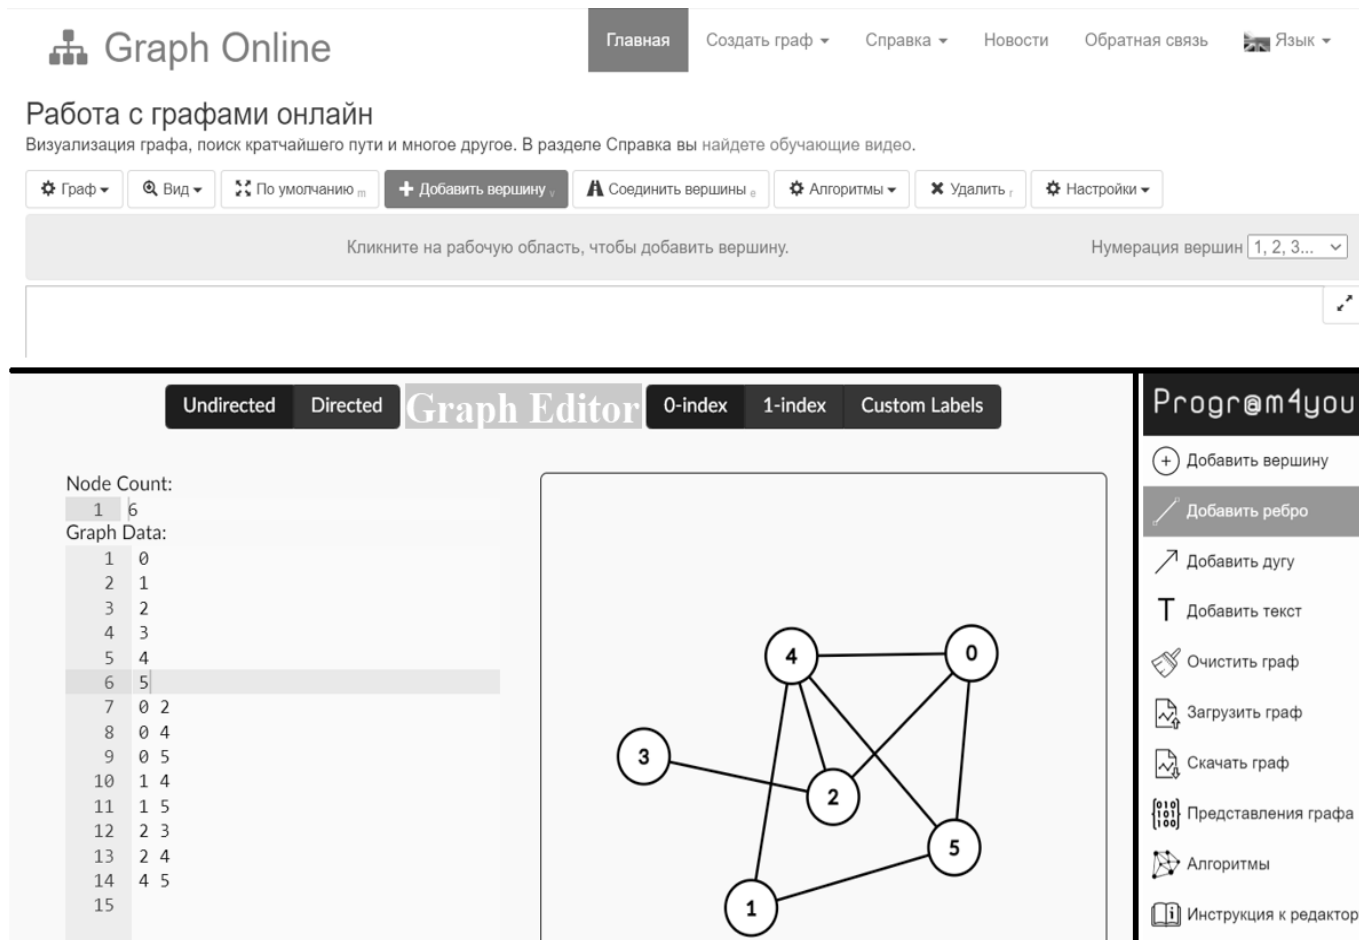 Graph Online
Главная Создать граф Справка Новости Обратная связь Язык
Работа с графами онлайн
Визуализация графа, поиск кратчайшего пути и многое другое. В разделе Справка вы найдете обучающие видео.
Граф Вид По умолчанию m Добавить вершину v Соединить вершины e Алгоритмы Удалить r Настройки
Кликните на рабочую область, чтобы добавить вершину.
Нумерация вершин 1, 2, 3...
Undirected Directed Graph Editor 0-index 1-index Custom Labels
Node Count:
1 6
Graph Data:
1 0
2 1
3 2
4 3
5 4
6 5
7 0 2
8 0 4
9 0 5
10 1 4
11 1 5
12 2 3
13 2 4
14 4 5
15
4
0
3
2
5
1
Progr@m4you
Добавить вершину
Добавить ребро
Добавить дугу
T Добавить текст
Очистить граф
Загрузить граф
Скачать граф
010
101
100
Представления графа
Алгоритмы
i Инструкция к редактор